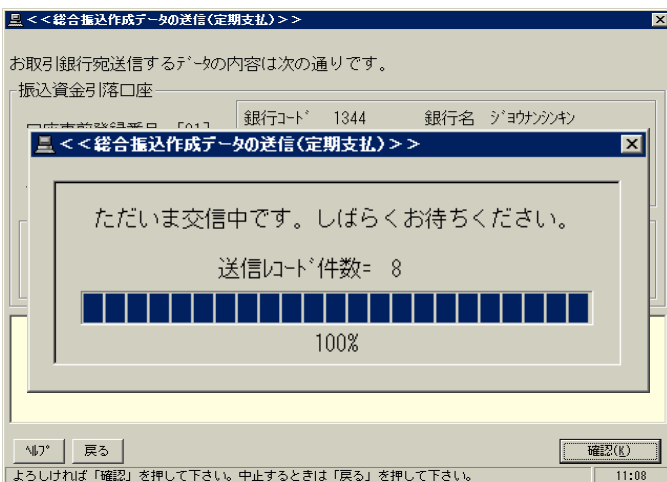 <<総合振込作成データの送信(定期支払)>>
お取引銀行宛送信するﾃﾞｰﾀの内容は次の通りです。
振込資金引落口座
銀行ｺｰﾄﾞ 1344 銀行名 ｼﾞﾖｳﾅﾝｼﾝｷﾝ
<<総合振込作成データの送信(定期支払)>>
ただいま交信中です。しばらくお待ちください。
送信ﾚｺｰﾄﾞ件数= 8
100%
ﾍﾙﾌﾟ 戻る 確認(K)
よろしければ「確認」を押して下さい。中止するときは「戻る」を押して下さい。 11:08